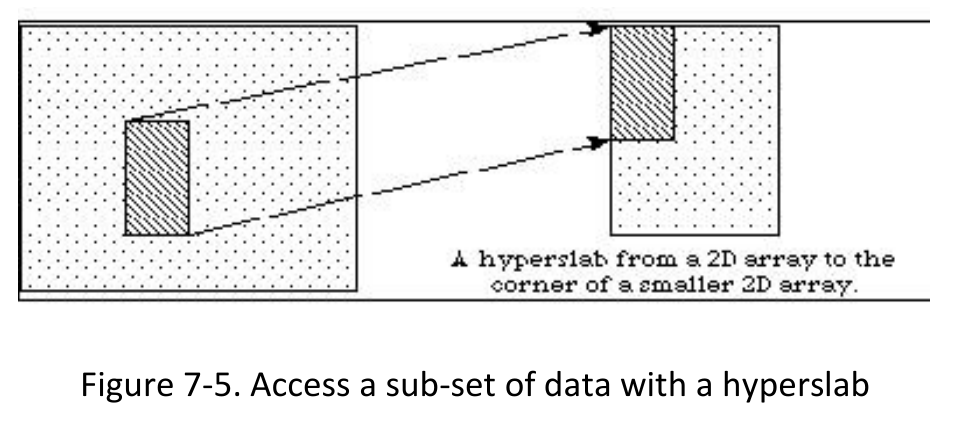 A hyperslab from a 2D array to the
corner of a smaller 2D array.
Figure 7-5. Access a sub-set of data with a hyperslab